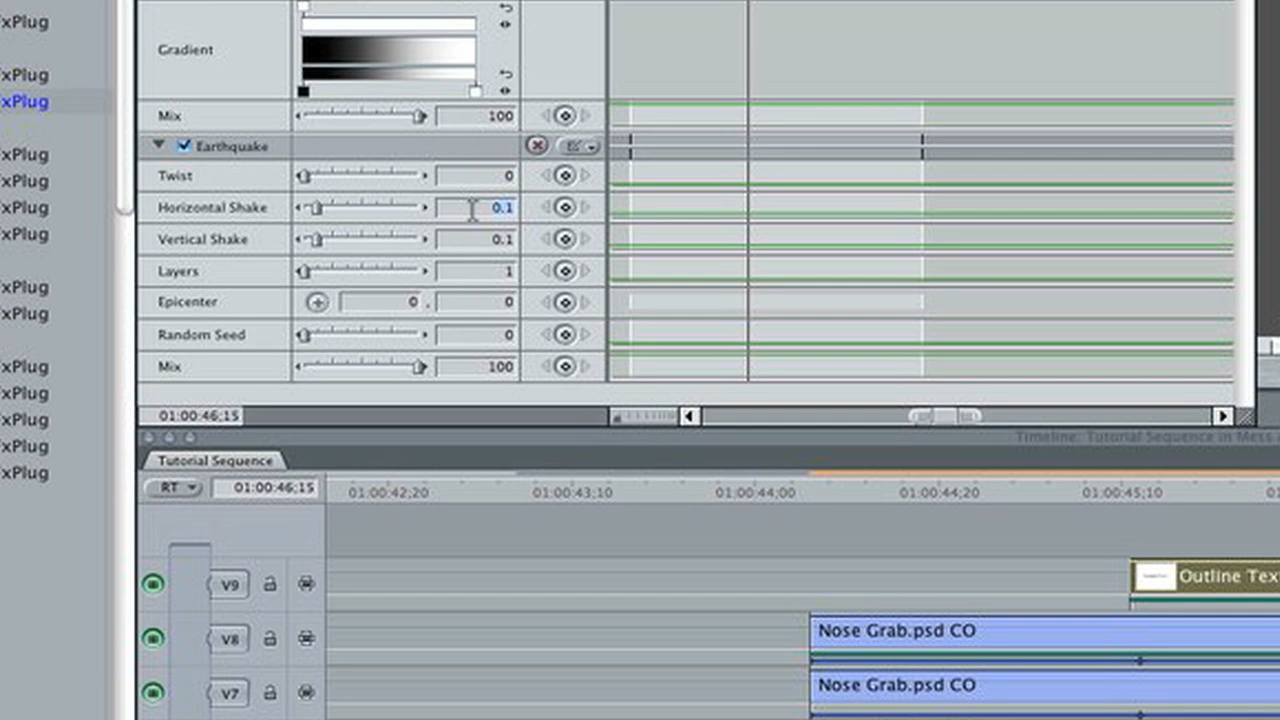 xPlug
xPlug
xPlug
xPlug
xPlug
xPlug
xPlug
xPlug
xPlug
xPlug
xPlug
xPlug
xPlug
xPlug
Gradient
Mix 100
Earthquake
Twist 0
Horizontal Shake 0.1
Vertical Shake 0.1
Layers 1
Epicenter 0 , 0
Random Seed 0
Mix 100
01:00:46;15
Timeline: Tutorial Sequence in Mess
Tutorial Sequence
RT 01:00:46;15 01:00:42;20 01:00:43;10 01:00:44;00 01:00:44;20 01:00:45;10
V9 Outline Tex
V8 Nose Grab.psd CO
V7 Nose Grab.psd CO